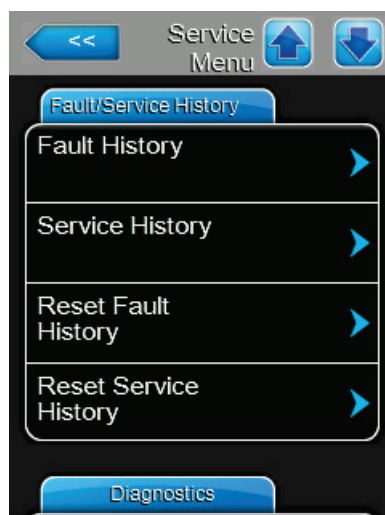 <<
Service
Menu
Fault/Service History
Fault History
Service History
Reset Fault
History
Reset Service
History
Diagnostics